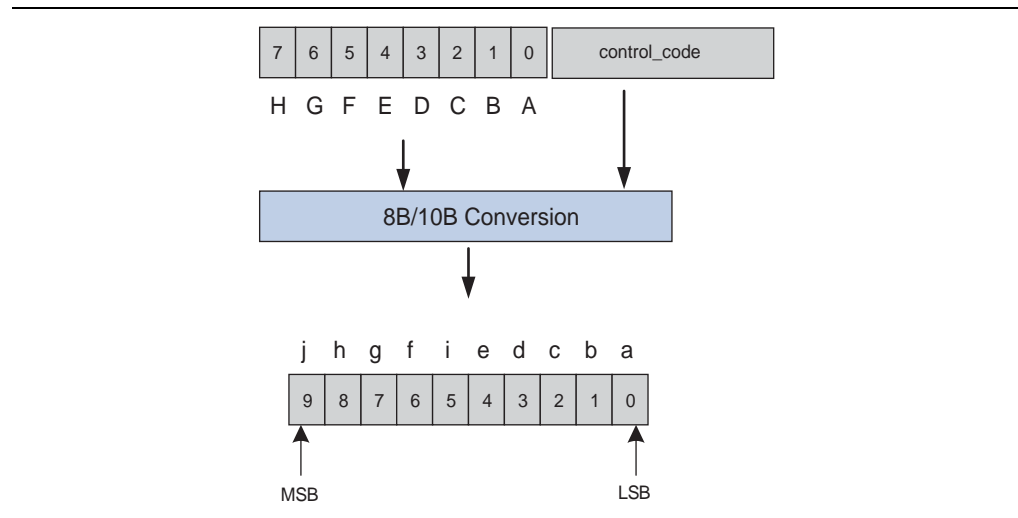 7 6 5 4 3 2 1 0 control_code
H G F E D C B A
8B/10B Conversion
j h g f i e d c b a
9 8 7 6 5 4 3 2 1 0
MSB LSB